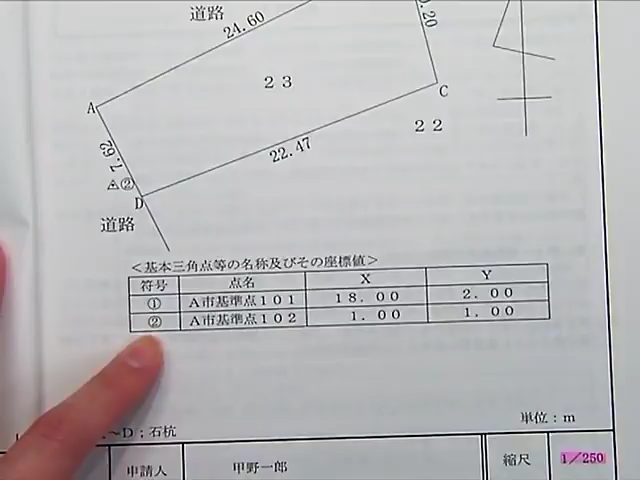 道路
24.60
.20
23
A
C
22
7.62
22.47
②
D
道路
<基本三角点等の名称及びその座標値>
符号 点名 X Y
① A市基準点101 18.00 2.00
② A市基準点102 1.00 1.00
単位:m
~D;石杭
申請人 甲野一郎 縮尺 1/250